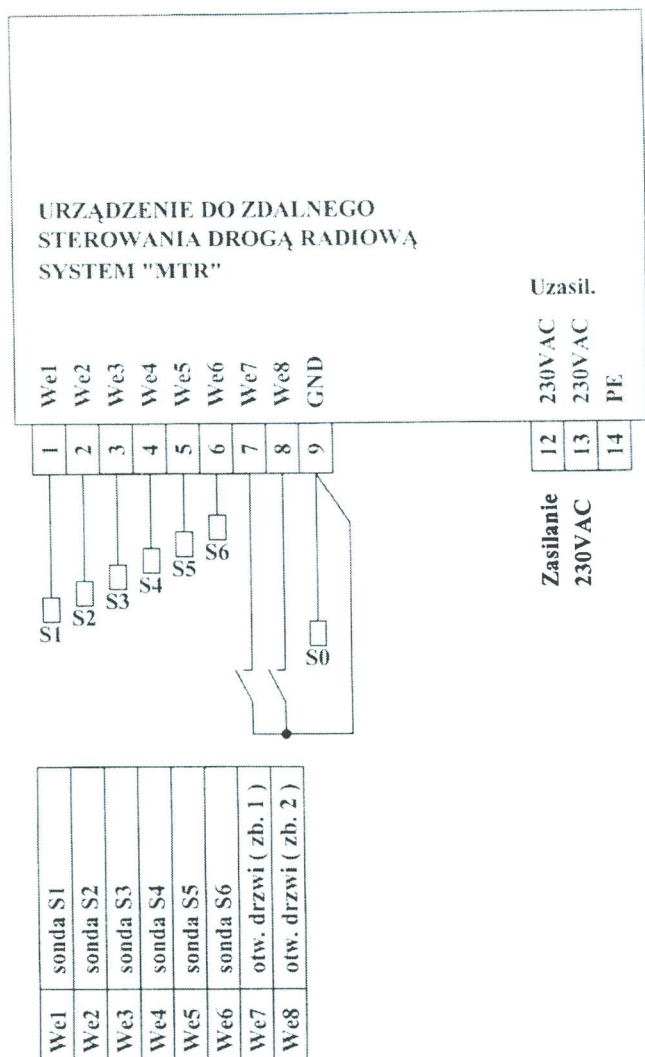 URZĄDZENIE DO ZDALNEGO
STEROWANIA DROGĄ RADIOWĄ
SYSTEM "MTR"
Uzasil.
We1
We2
We3
We4
We5
We6
We7
We8
GND
230VAC
230VAC
PE
1
2
3
4
5
6
7
8
9
12
13
14
Zasilanie
230VAC
S1
S2
S3
S4
S5
S6
S0
We1 sonda S1
We2 sonda S2
We3 sonda S3
We4 sonda S4
We5 sonda S5
We6 sonda S6
We7 otw. drzwi ( zb. 1 )
We8 otw. drzwi ( zb. 2 )